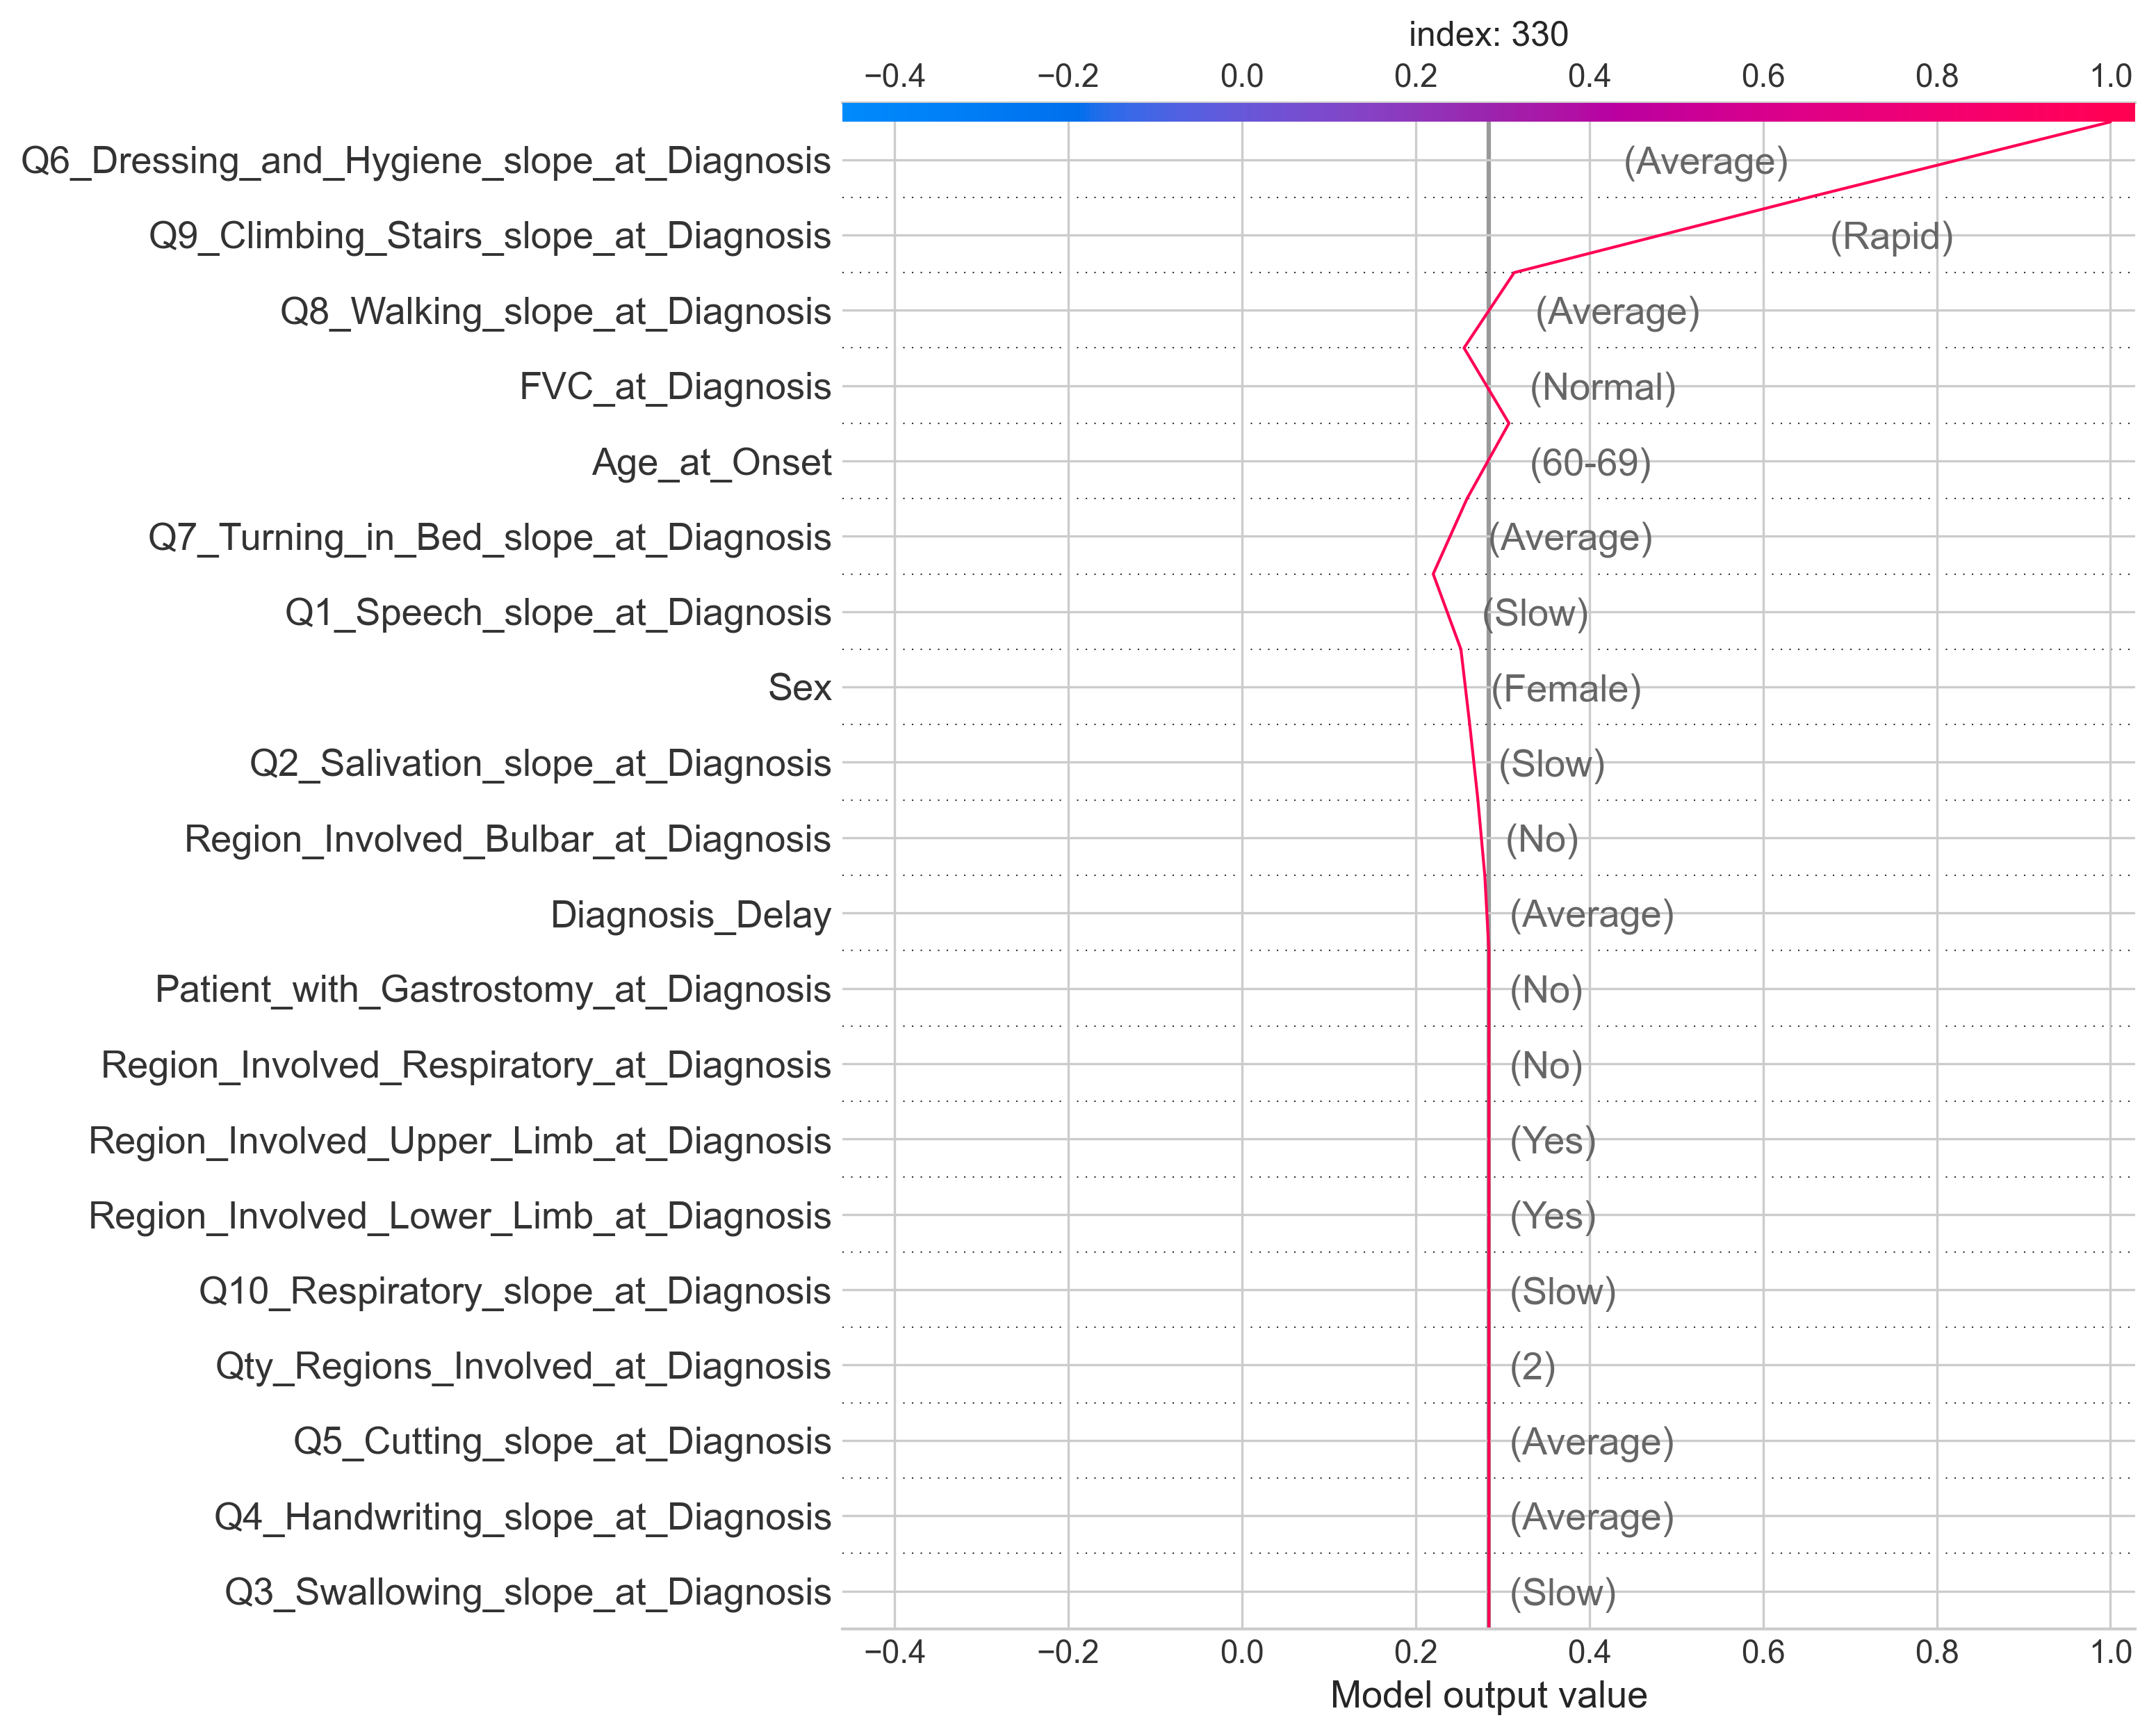 index: 330
−0.4 −0.2 0.0 0.2 0.4 0.6 0.8 1.0
Q6_Dressing_and_Hygiene_slope_at_Diagnosis (Average)
Q9_Climbing_Stairs_slope_at_Diagnosis (Rapid)
Q8_Walking_slope_at_Diagnosis (Average)
FVC_at_Diagnosis (Normal)
Age_at_Onset (60-69)
Q7_Turning_in_Bed_slope_at_Diagnosis (Average)
Q1_Speech_slope_at_Diagnosis (Slow)
Sex (Female)
Q2_Salivation_slope_at_Diagnosis (Slow)
Region_Involved_Bulbar_at_Diagnosis (No)
Diagnosis_Delay (Average)
Patient_with_Gastrostomy_at_Diagnosis (No)
Region_Involved_Respiratory_at_Diagnosis (No)
Region_Involved_Upper_Limb_at_Diagnosis (Yes)
Region_Involved_Lower_Limb_at_Diagnosis (Yes)
Q10_Respiratory_slope_at_Diagnosis (Slow)
Qty_Regions_Involved_at_Diagnosis (2)
Q5_Cutting_slope_at_Diagnosis (Average)
Q4_Handwriting_slope_at_Diagnosis (Average)
Q3_Swallowing_slope_at_Diagnosis (Slow)
−0.4 −0.2 0.0 0.2 0.4 0.6 0.8 1.0
Model output value